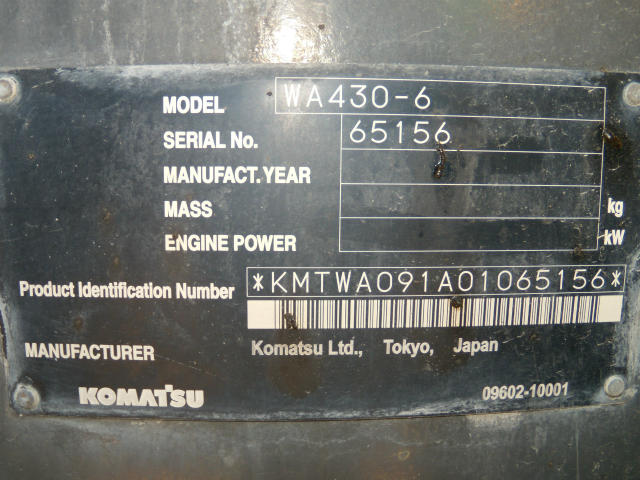 MODEL WA430-6
SERIAL No. 65156
MANUFACT.YEAR
MASS kg
ENGINE POWER kW
Product Identification Number *KMTWA091A01065156*
MANUFACTURER Komatsu Ltd., Tokyo, Japan
KOMATSU 09602-10001